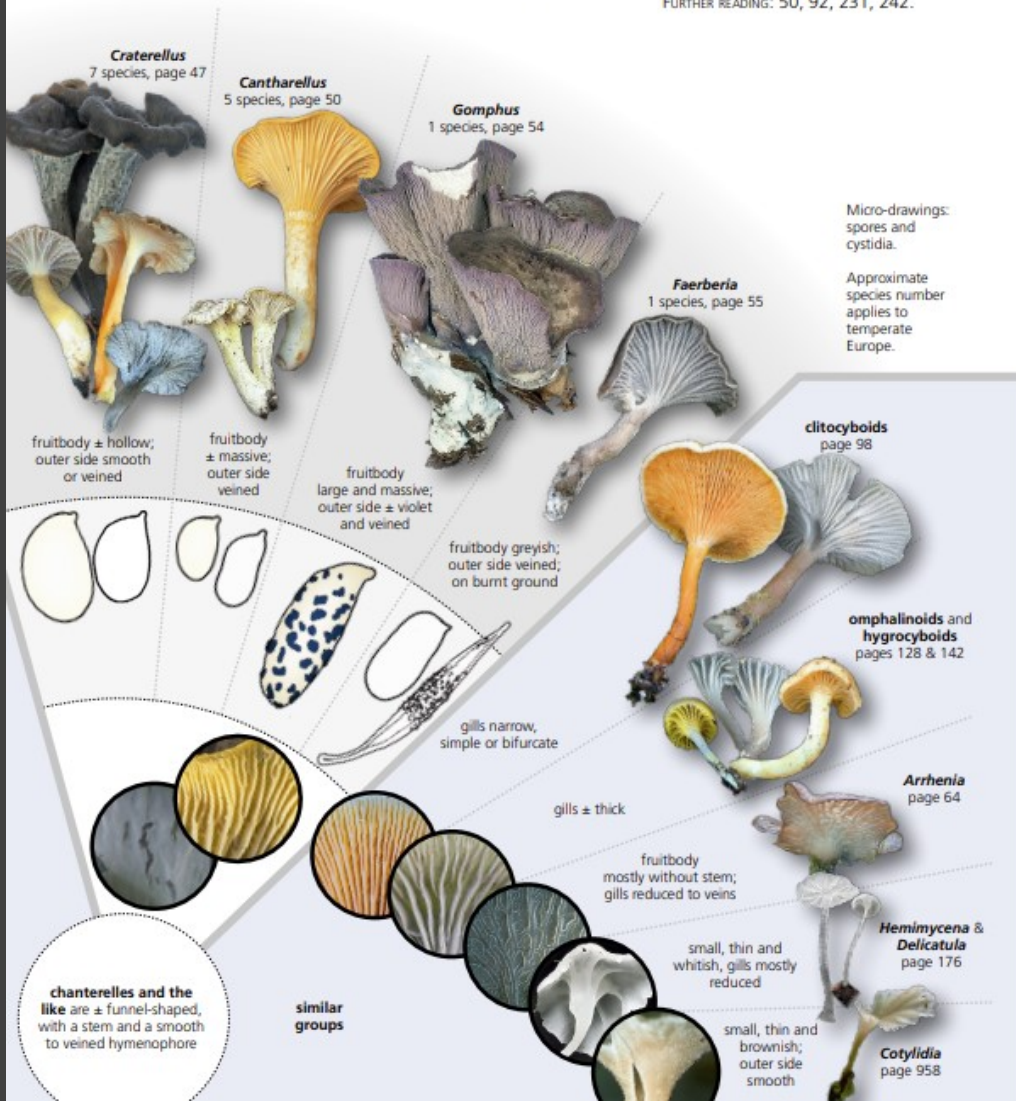 FURTHER READING: 50, 92, 231, 242.
Craterellus
7 species, page 47
Cantharellus
5 species, page 50
Gomphus
1 species, page 54
Faerberia
1 species, page 55
Micro-drawings:
spores and
cystidia.
Approximate
species number
applies to
temperate
Europe.
fruitbody ± hollow;
outer side smooth
or veined
fruitbody
± massive;
outer side
veined
fruitbody
large and massive;
outer side ± violet
and veined
fruitbody greyish;
outer side veined;
on burnt ground
clitocyboids
page 98
omphalinoids and
hygrocyboids
pages 128 & 142
gills narrow,
simple or bifurcate
Arrhenia
page 64
gills ± thick
fruitbody
mostly without stem;
gills reduced to veins
Hemimycena &
Delicatula
page 176
small, thin and
whitish, gills mostly
reduced
chanterelles and the
like are ± funnel-shaped,
with a stem and a smooth
to veined hymenophore
similar
groups
small, thin and
brownish;
outer side
smooth
Cotylidia
page 958